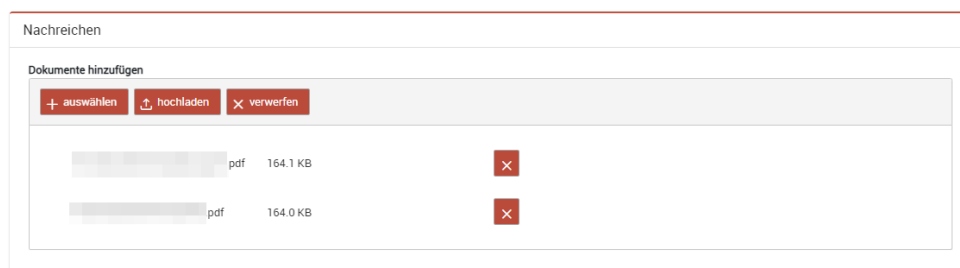 Nachreichen
Dokumente hinzufügen
auswählen hochladen verwerfen
pdf 164.1 KB
pdf 164.0 KB